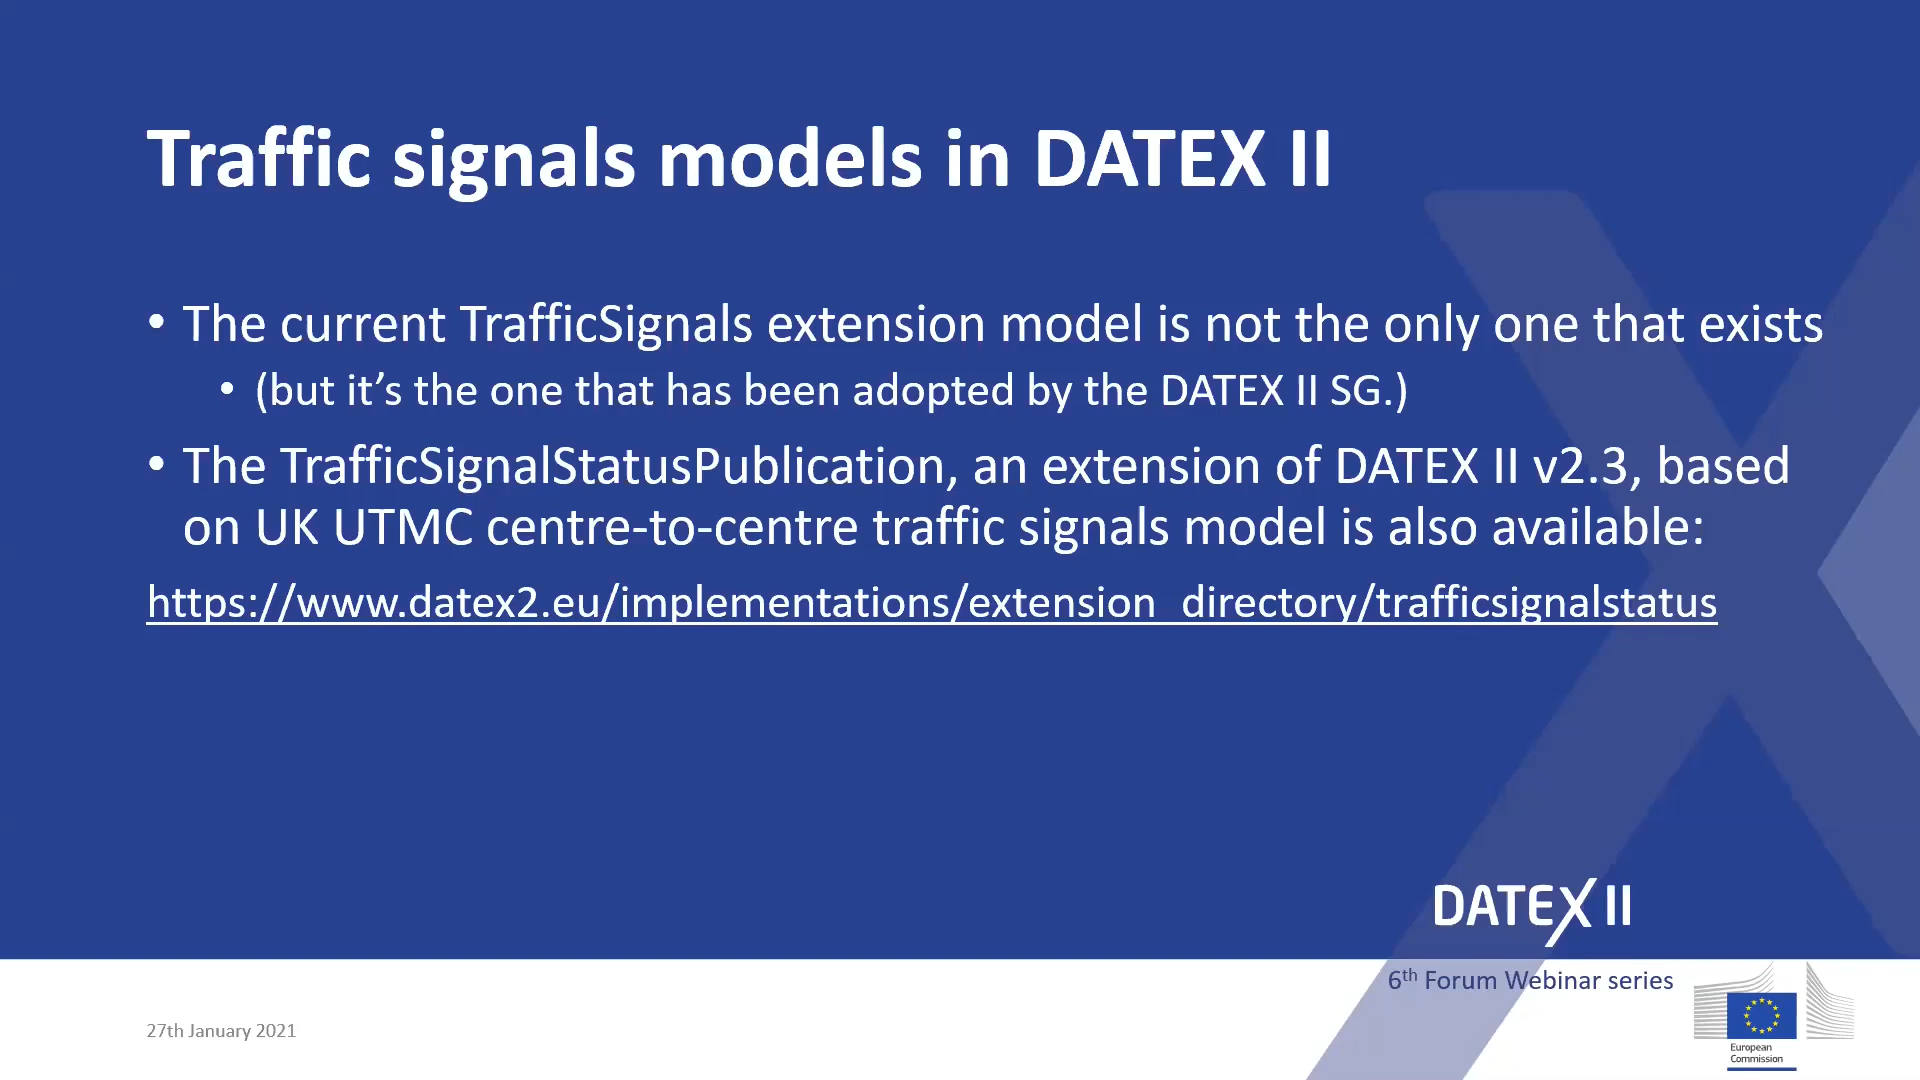 Traffic signals models in DATEX II
• The current TrafficSignals extension model is not the only one that exists
• (but it’s the one that has been adopted by the DATEX II SG.)
• The TrafficSignalStatusPublication, an extension of DATEX II v2.3, based
on UK UTMC centre-to-centre traffic signals model is also available:
https://www.datex2.eu/implementations/extension_directory/trafficsignalstatus
DATEX II
6th Forum Webinar series
27th January 2021
European
Commission